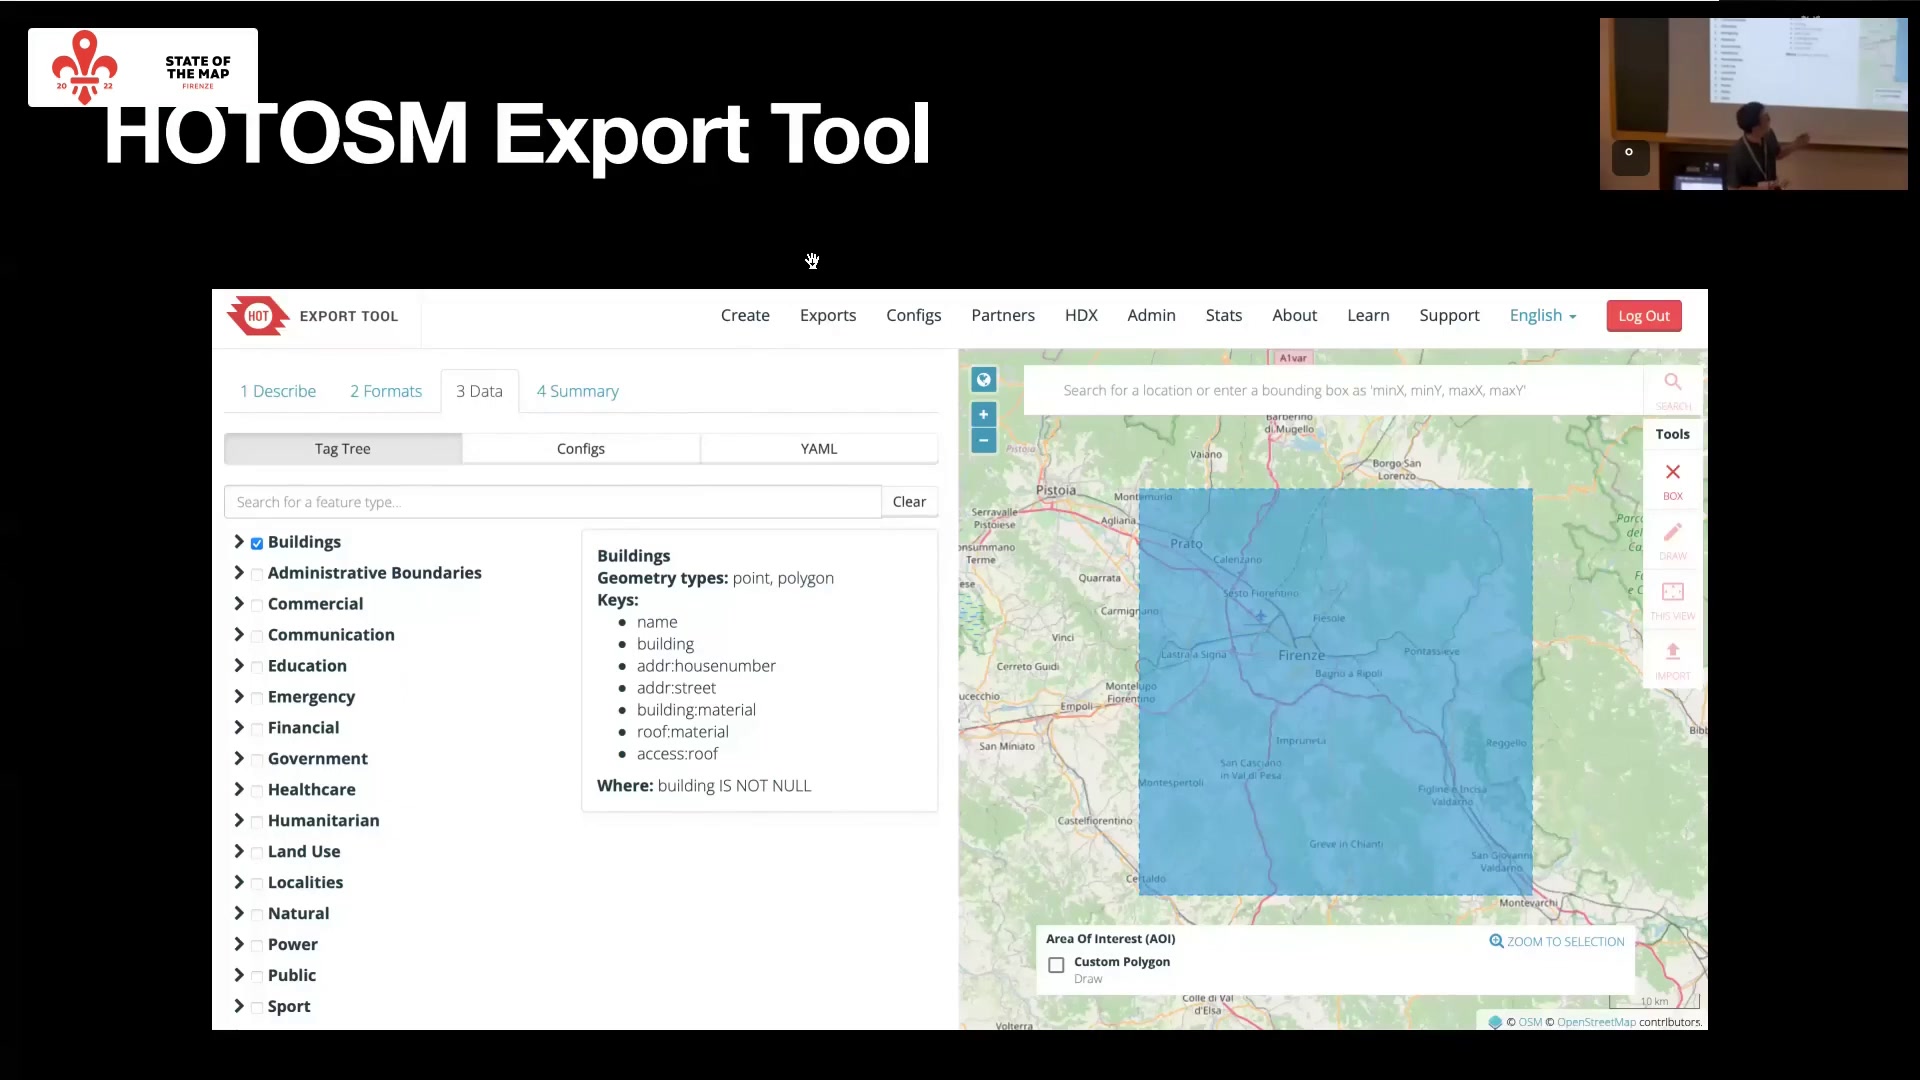 STATE OF
THE MAP
FIRENZE
20 22
HOTOSM Export Tool
HOT EXPORT TOOL
Create Exports Configs Partners HDX Admin Stats About Learn Support English Log Out
1 Describe 2 Formats 3 Data 4 Summary
Tag Tree Configs YAML
Search for a feature type... Clear
Buildings
Administrative Boundaries
Commercial
Communication
Education
Emergency
Financial
Government
Healthcare
Humanitarian
Land Use
Localities
Natural
Power
Public
Sport
Buildings
Geometry types: point, polygon
Keys:
name
building
addr:housenumber
addr:street
building:material
roof:material
access:roof
Where: building IS NOT NULL
A1var
Search for a location or enter a bounding box as 'minX, minY, maxX, maxY'
SEARCH
Tools
BOX
DRAW
THIS VIEW
IMPORT
Barberino
di Mugello
Pistoia
Vaiano
Borgo San
Lorenzo
Pistoia
Montemurlo
Serravalle
Pistoiese
Agliana
Prato
Calenzano
onsummano
Terme
Quarrata
Sesto Fiorentino
Carmignano
Fiesole
Vinci
Lastra a Signa
Firenze
Pontassieve
Cerreto Guidi
Bagno a Ripoli
Montelupo
Fiorentino
ucecchio
Empoli
San Miniato
Impruneta
Reggello
San Casciano
in Val di Pesa
Montespertoli
Figline e Incisa
Valdarno
Castelfiorentino
Greve in Chianti
San Giovanni
Valdarno
Certaldo
Montevarchi
Area Of Interest (AOI)
ZOOM TO SELECTION
Custom Polygon
Draw
Colle di Val
d'Elsa
Volterra
10 km
© OSM © OpenStreetMap contributors.